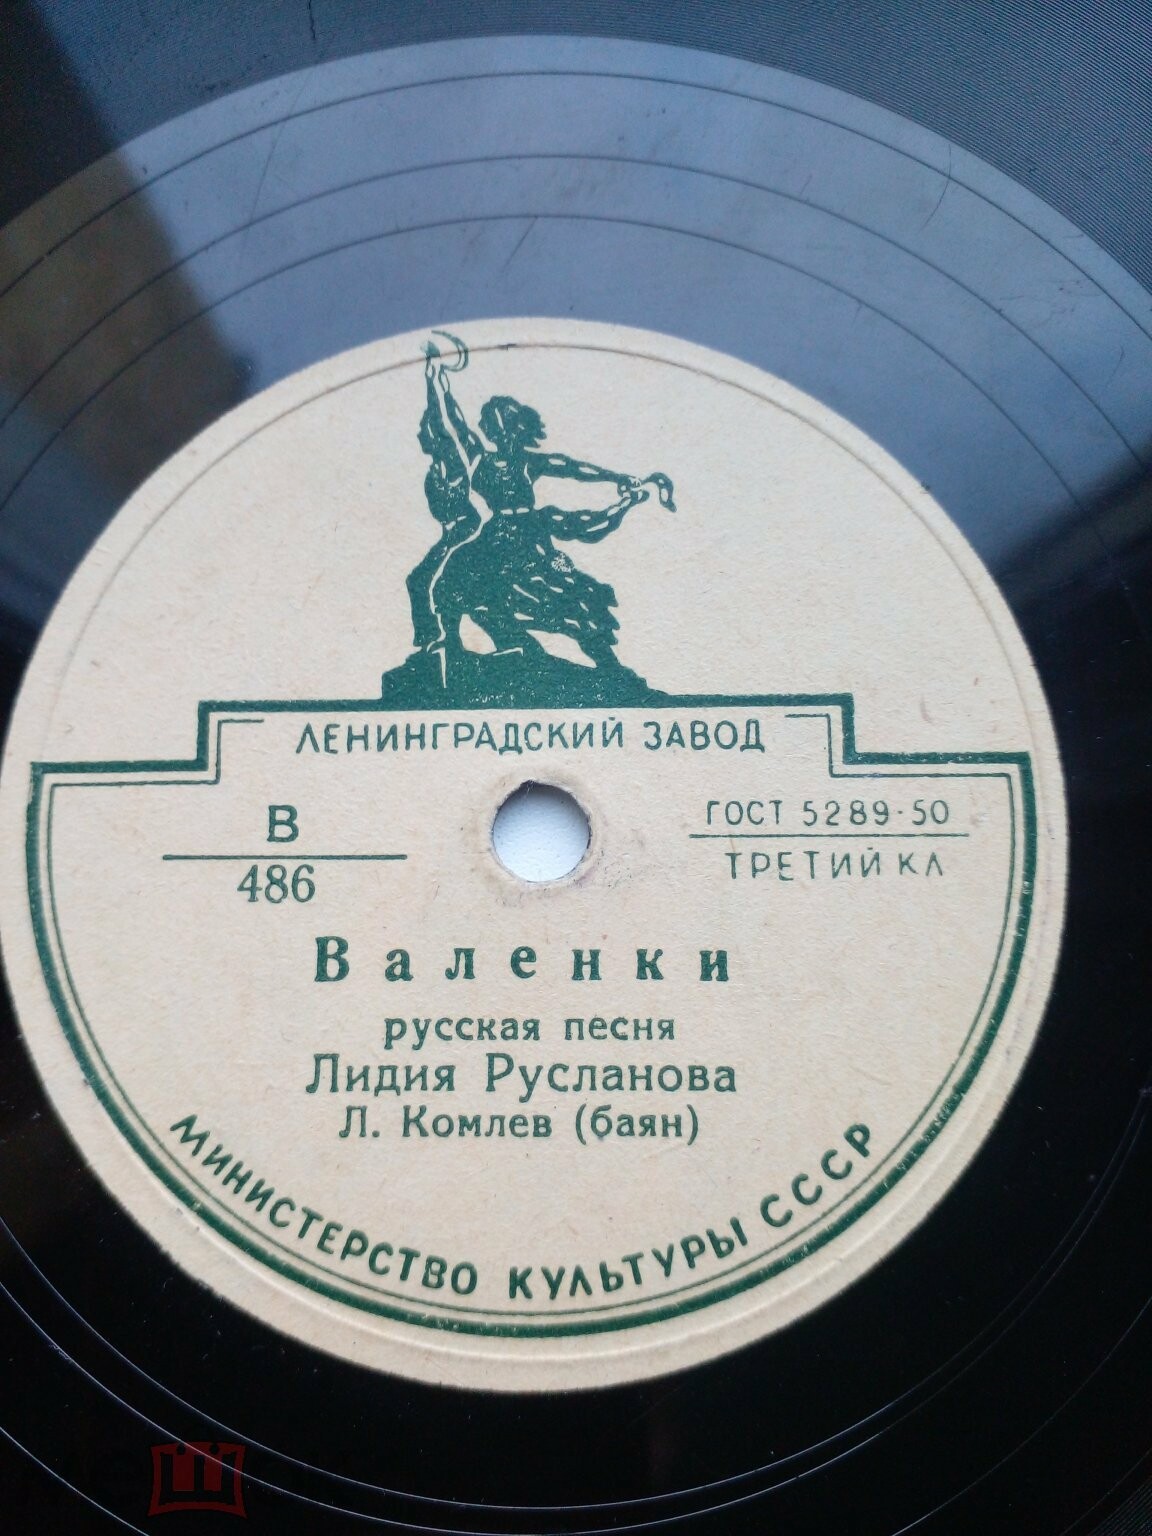 ЛЕНИНГРАДСКИЙ ЗАВОД
В
486
ГОСТ 5289-50
ТРЕТИЙ КЛ
Валенки
русская песня
Лидия Русланова
Л. Комлев (баян)
МИНИСТЕРСТВО КУЛЬТУРЫ СССР